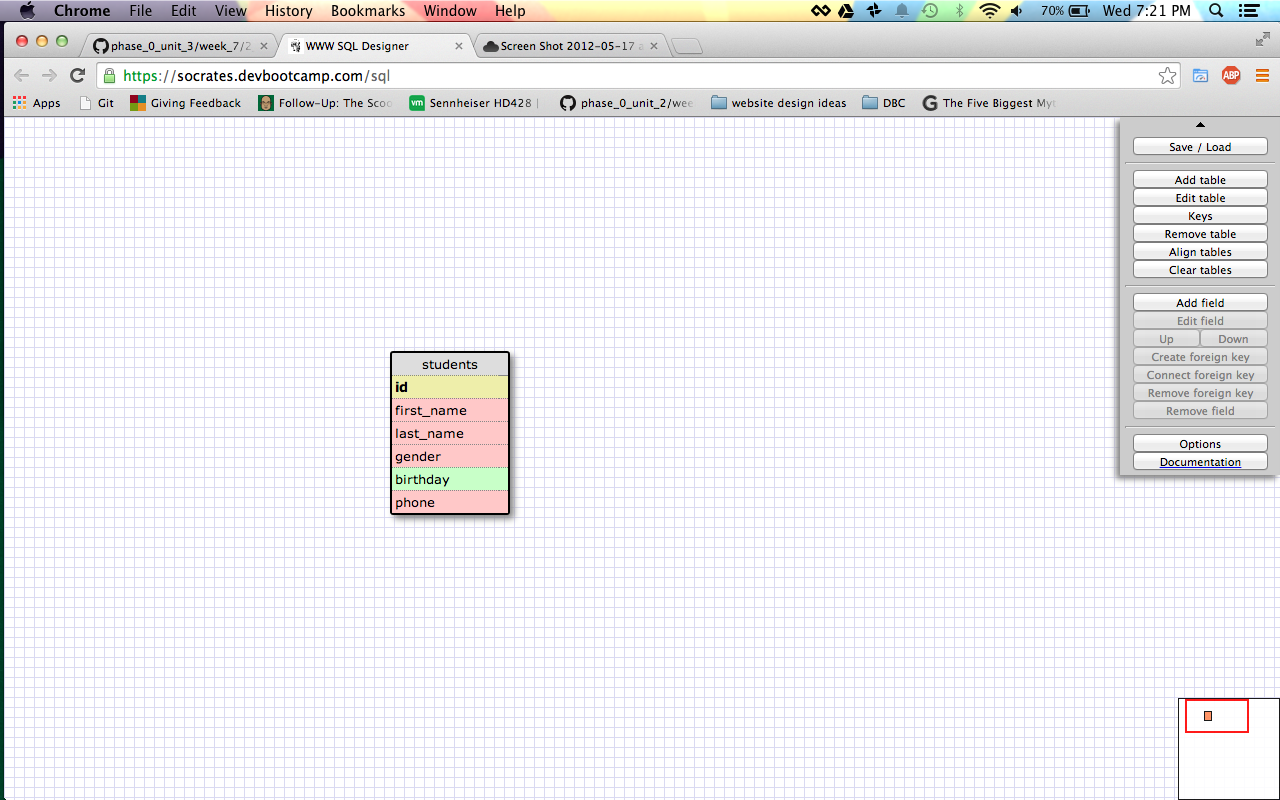 Chrome File Edit View History Bookmarks Window Help 70% Wed 7:21 PM
phase_0_unit_3/week_7/2 WWW SQL Designer Screen Shot 2012-05-17 a
https://socrates.devbootcamp.com/sql ABP
Apps Git Giving Feedback Follow-Up: The Scoo vm Sennheiser HD428 | phase_0_unit_2/wee website design ideas DBC The Five Biggest Myt
Save / Load
Add table
Edit table
Keys
Remove table
Align tables
Clear tables
Add field
Edit field
Up Down
Create foreign key
Connect foreign key
Remove foreign key
Remove field
Options
Documentation
students
id
first_name
last_name
gender
birthday
phone